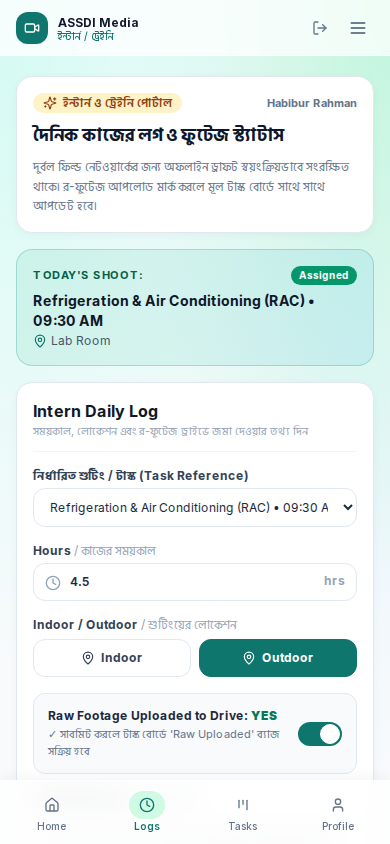 ASSDI Media
ইন্টার্ন / ট্রেইনি
ইন্টার্ন ও ট্রেইনি পোর্টাল
Habibur Rahman
দৈনিক কাজের লগ ও ফুটেজ স্ট্যাটাস
দুর্বল ফিল্ড নেটওয়ার্কের জন্য অফলাইন ড্রাফট স্বয়ংক্রিয়ভাবে সংরক্ষিত
থাকে। র-ফুটেজ আপলোড মার্ক করলে মূল টাস্ক বোর্ডে সাথে সাথে
আপডেট হবে।
TODAY'S SHOOT:
Assigned
Refrigeration & Air Conditioning (RAC) •
09:30 AM
Lab Room
Intern Daily Log
সময়কাল, লোকেশন এবং র-ফুটেজ ড্রাইভে জমা দেওয়ার তথ্য দিন
নির্ধারিত শুটিং / টাস্ক (Task Reference)
Refrigeration & Air Conditioning (RAC) • 09:30 A
Hours / কাজের সময়কাল
4.5
hrs
Indoor / Outdoor / শুটিংয়ের লোকেশন
Indoor
Outdoor
Raw Footage Uploaded to Drive: YES
✓ সাবমিট করলে টাস্ক বোর্ডে 'Raw Uploaded' ব্যাজ
সক্রিয় হবে
Home
Logs
Tasks
Profile